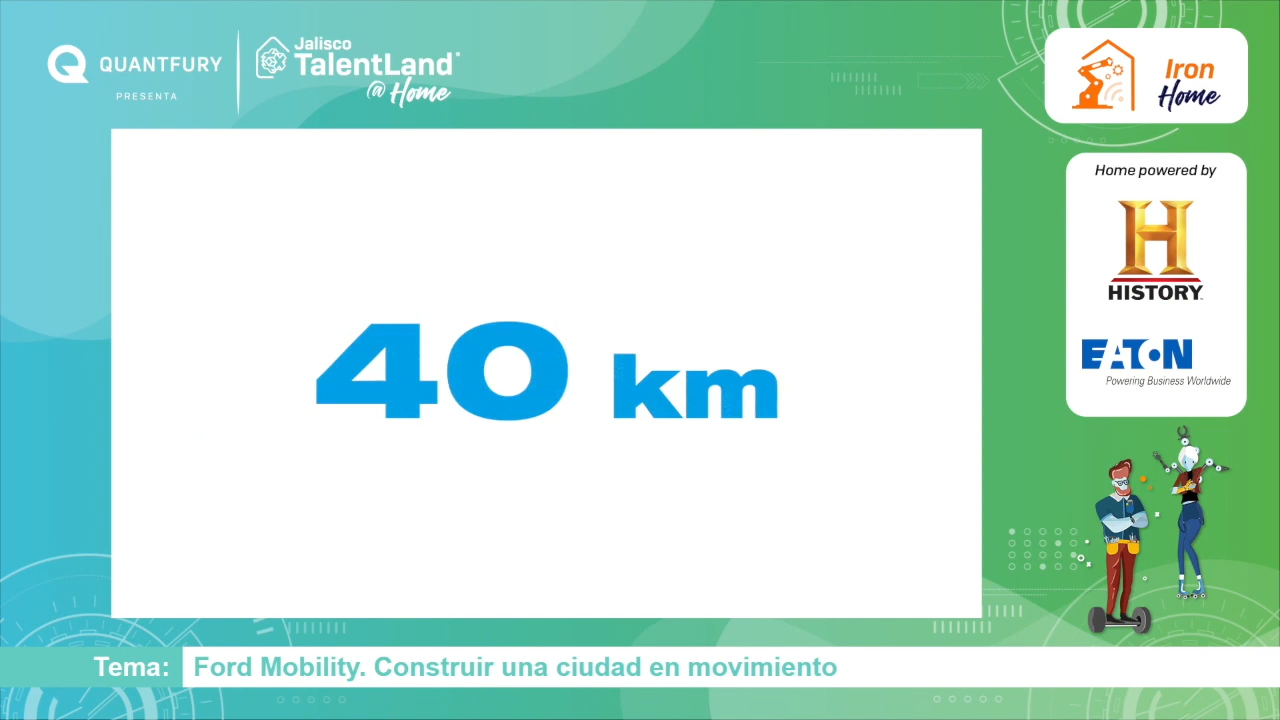 QUANTFURY
PRESENTA
Jalisco
TalentLand
@ Home
Iron
Home
Home powered by
H
HISTORY
EATON
Powering Business Worldwide
40 km
Tema:
Ford Mobility. Construir una ciudad en movimiento